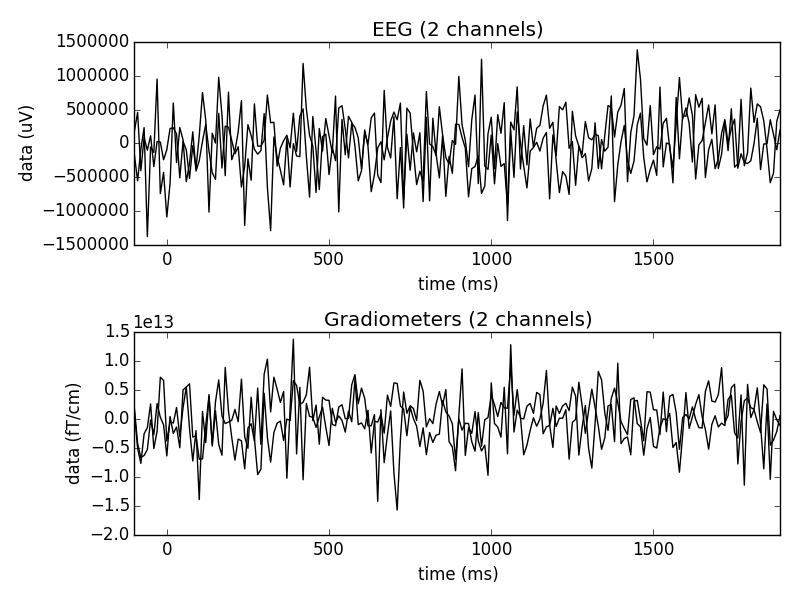 EEG (2 channels)
1500000
1000000
500000
0
−500000
−1000000
−1500000
data (uV)
0 500 1000 1500
time (ms)
Gradiometers (2 channels)
1e13
1.5
1.0
0.5
0.0
−0.5
−1.0
−1.5
−2.0
data (fT/cm)
0 500 1000 1500
time (ms)